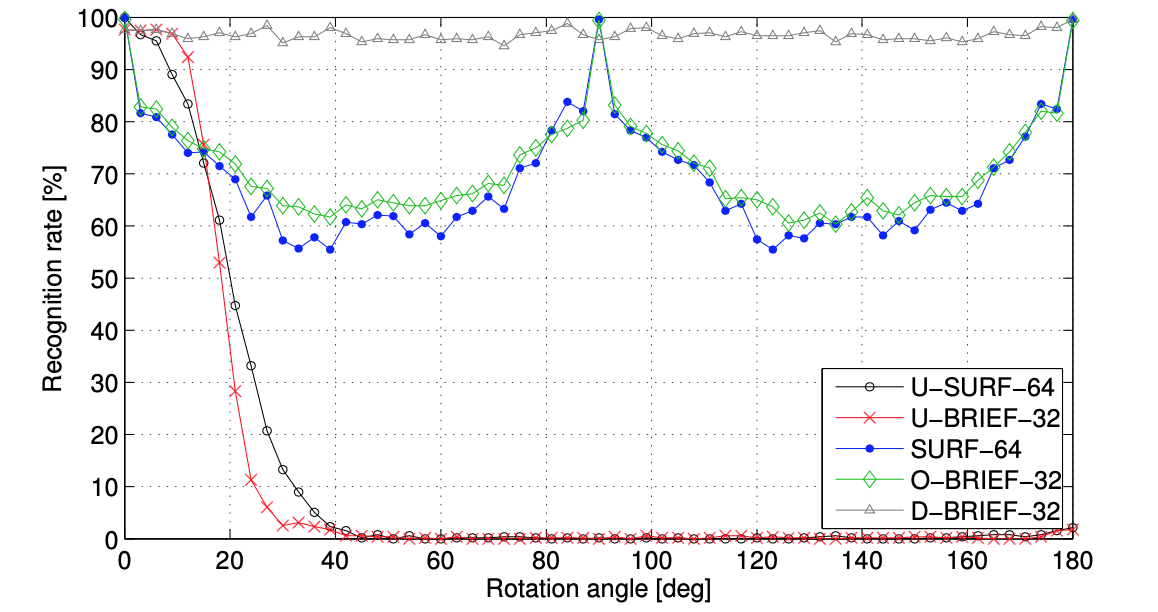 Recognition rate [%]
100
90
80
70
60
50
40
30
20
10
0
0 20 40 60 80 100 120 140 160 180
Rotation angle [deg]
U−SURF−64
U−BRIEF−32
SURF−64
O−BRIEF−32
D−BRIEF−32